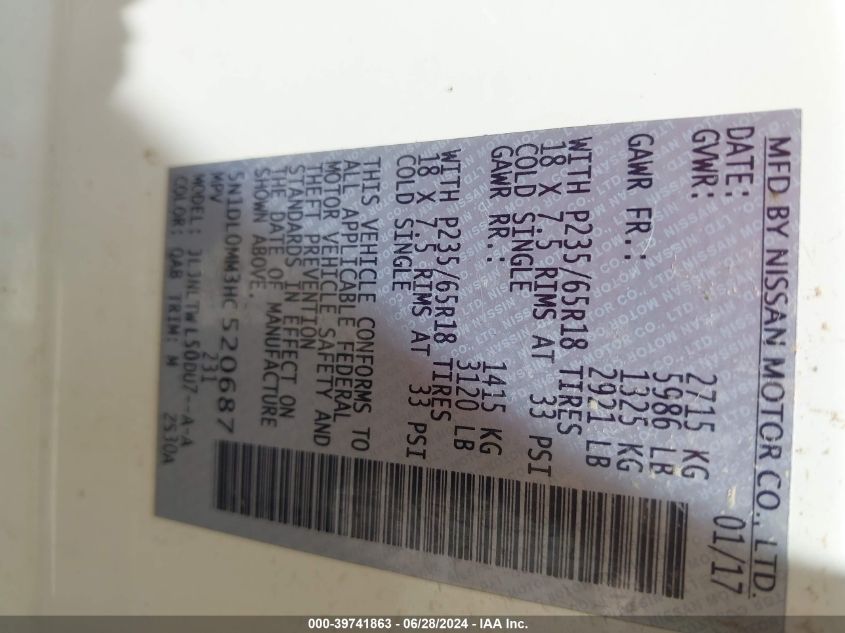 MFD BY NISSAN MOTOR CO., LTD.
DATE: 01/17
GVWR: 2715 KG
5986 LB
GAWR FR.: 1325 KG
2921 LB
WITH P235/65R18 TIRES
18 X 7.5 RIMS AT 33 PSI
COLD SINGLE
GAWR RR.: 1415 KG
3120 LB
WITH P235/65R18 TIRES
18 X 7.5 RIMS AT 33 PSI
COLD SINGLE
THIS VEHICLE CONFORMS TO
ALL APPLICABLE FEDERAL
MOTOR VEHICLE SAFETY AND
THEFT PREVENTION
STANDARDS IN EFFECT ON
THE DATE OF MANUFACTURE
SHOWN ABOVE.
5N1DL0MM3HC520687
MPV 231
MODEL: JL3NLTWL50DU7--A-A
COLOR: QAB TRIM: M 2530A
000-39741863 - 06/28/2024 - IAA Inc.